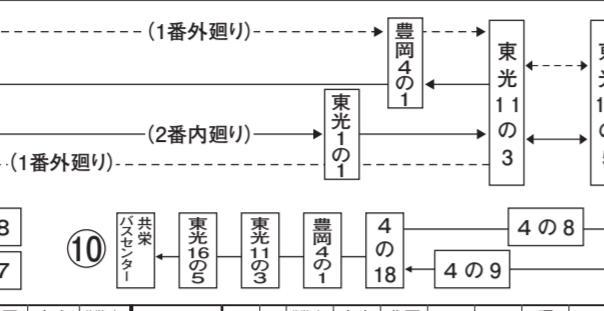 (1番外廻り)
豊岡4の1
東光11の3
(2番内廻り)
東光1の1
(1番外廻り)
8
7
⑩
共栄バスセンター
東光16の5
東光11の3
豊岡4の1
4の18
4の8
4の9